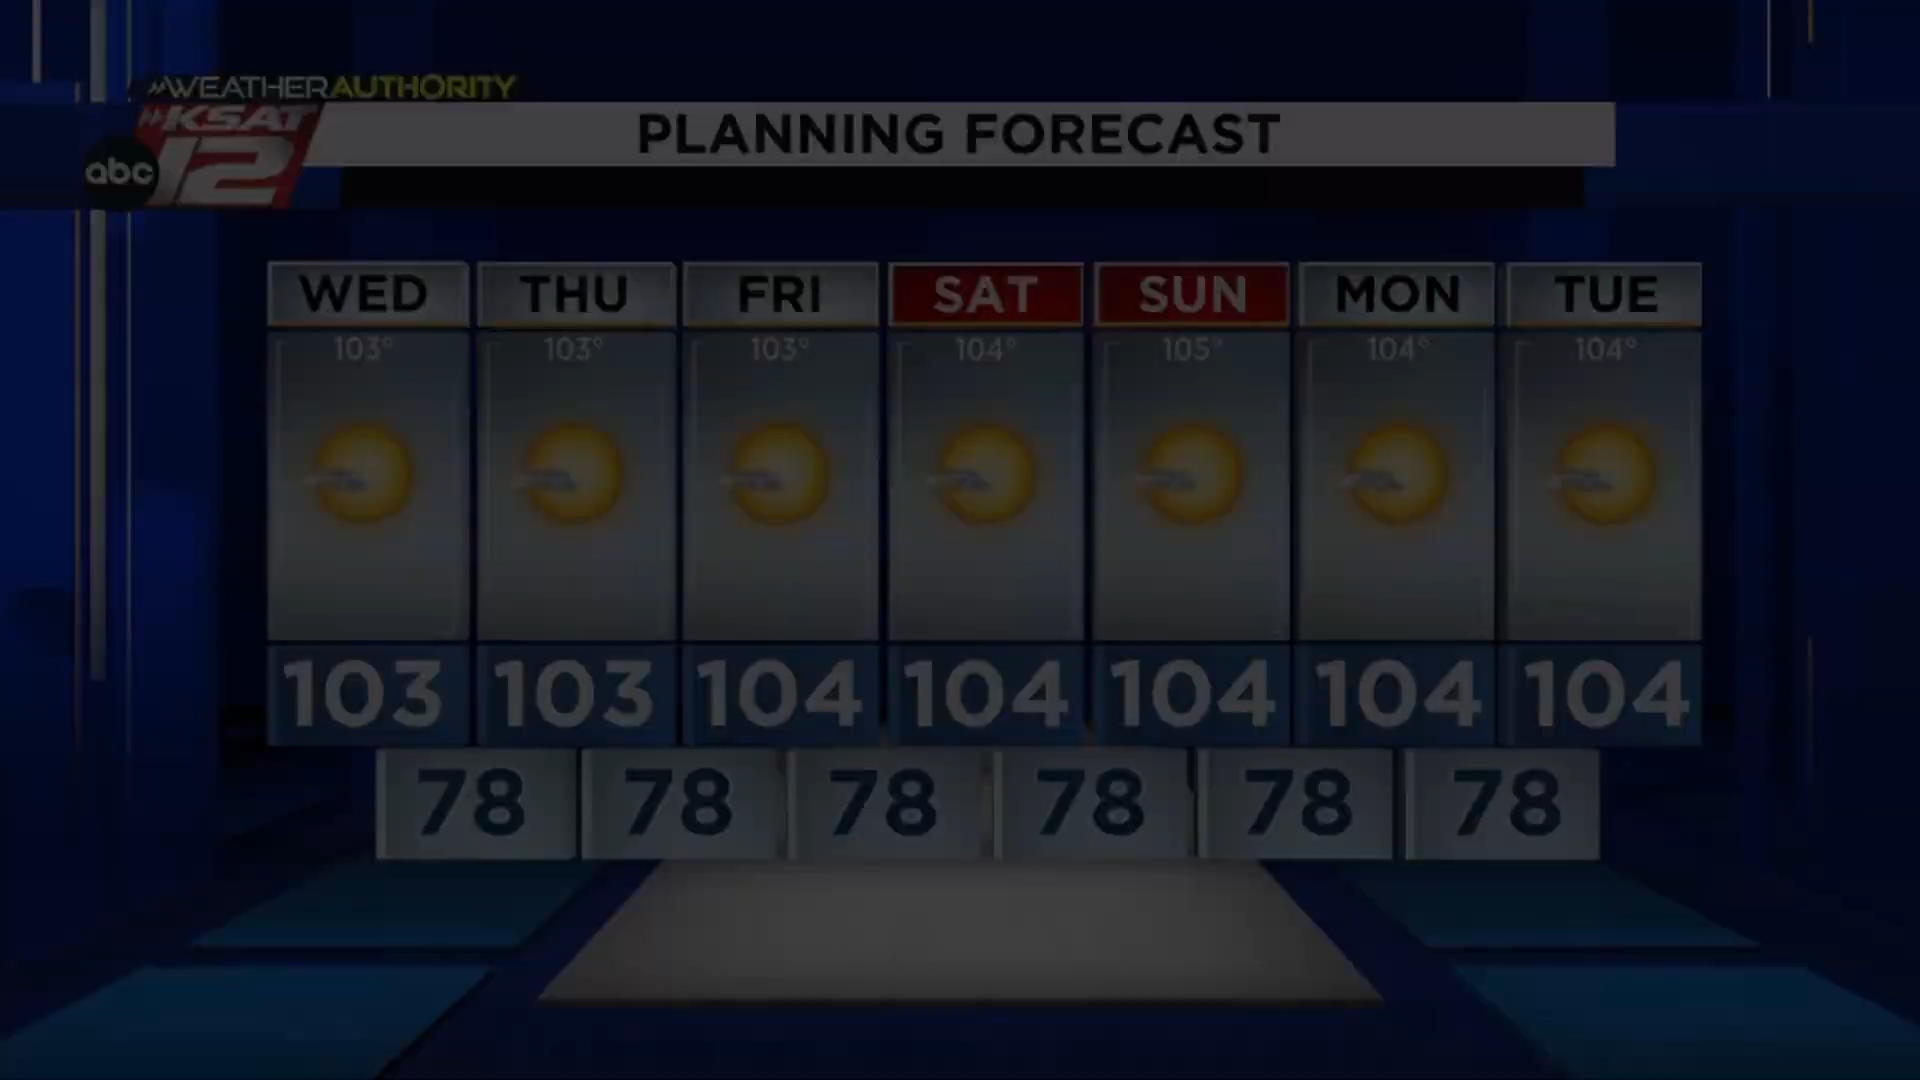 WEATHERAUTHORITY
KSAT
abc 12
PLANNING FORECAST
WED THU FRI SAT SUN MON TUE
103° 103° 103° 104° 105° 104° 104°
103 103 104 104 104 104 104
78 78 78 78 78 78